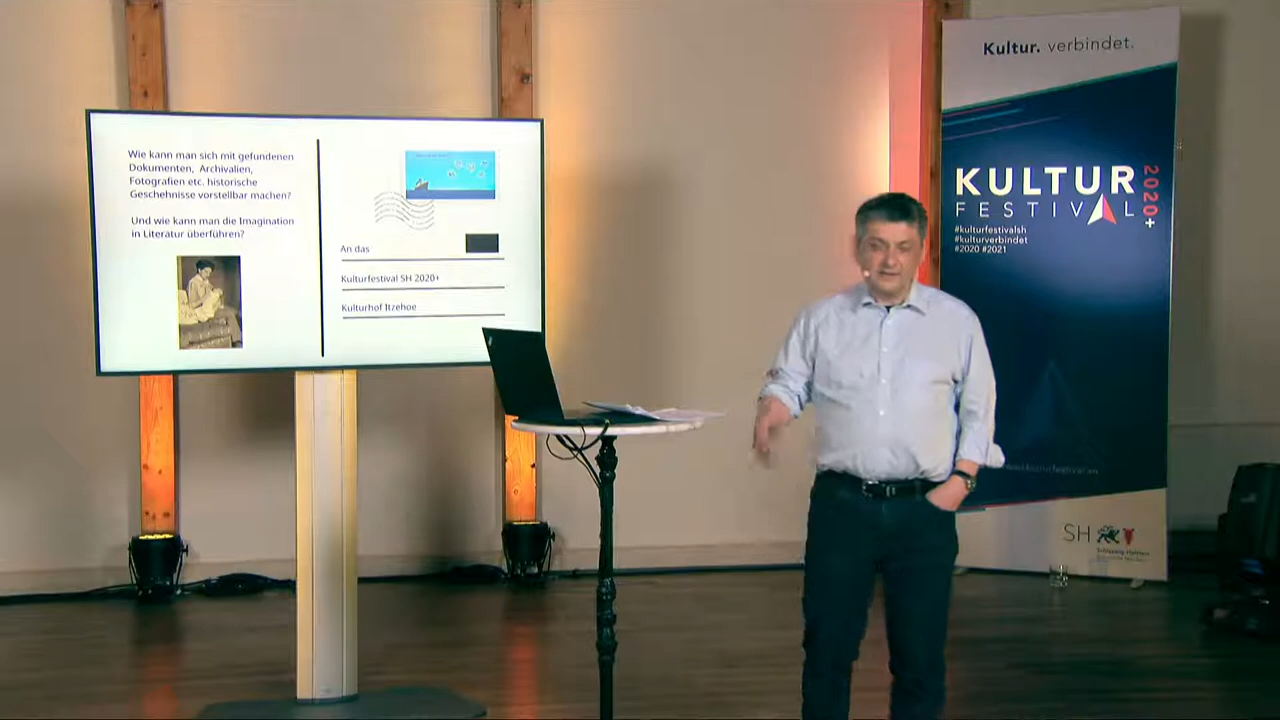 Wie kann man sich mit gefundenen
Dokumenten, Archivalien,
Fotografien etc. historische
Geschehnisse vorstellbar machen?
Und wie kann man die Imagination
in Literatur überführen?
An das
Kulturfestival SH 2020+
Kulturhof Itzehoe
Kultur. verbindet.
KULTUR
FESTIVAL
2020+
#kulturfestivalsh
#kulturverbindet
#2020 #2021
SH